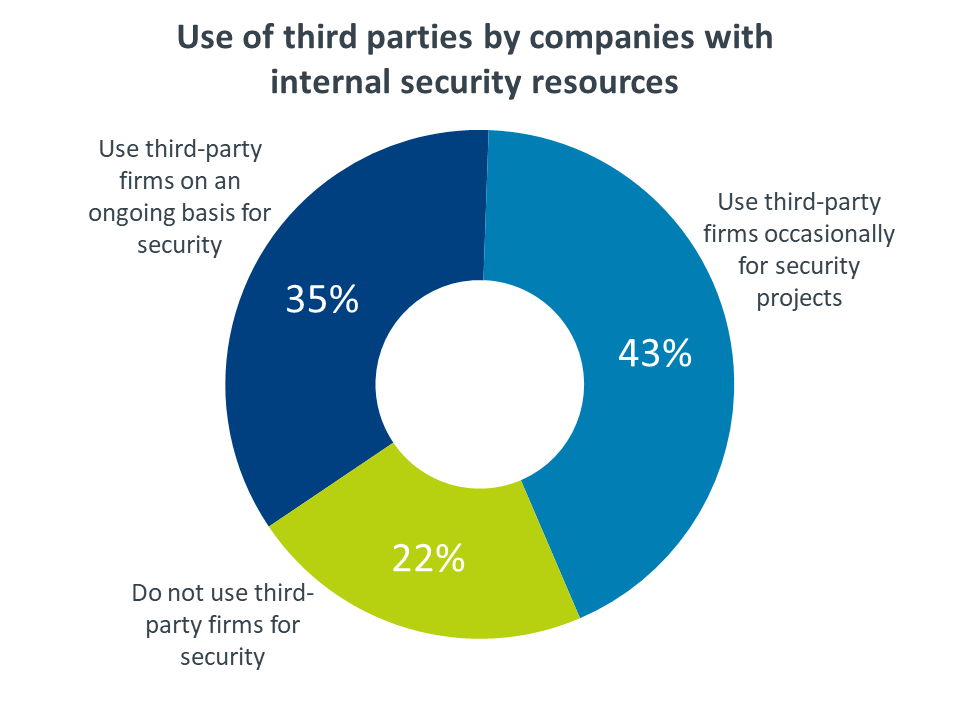 Use of third parties by companies with
internal security resources
Use third-party
firms on an
ongoing basis for
security
35%
Use third-party
firms occasionally
for security
projects
43%
22%
Do not use third-
party firms for
security